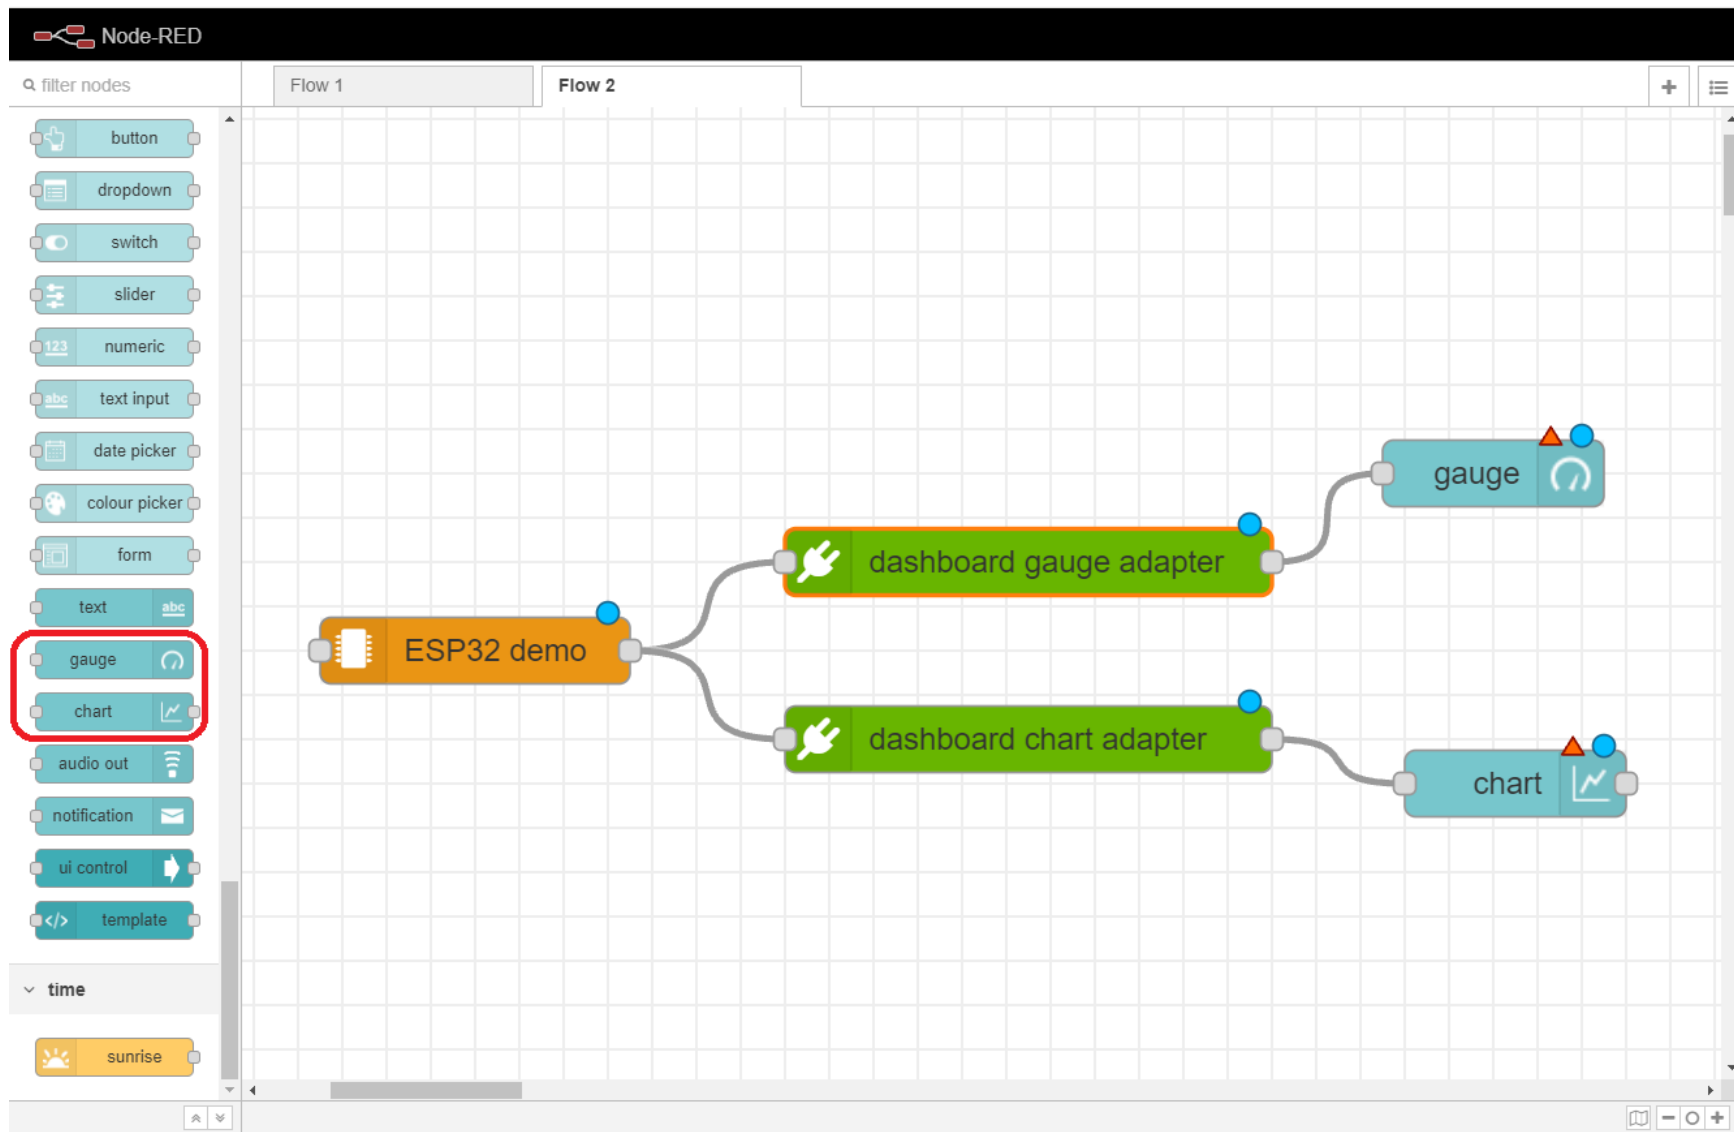 Node-RED
filter nodes
Flow 1
Flow 2
button
dropdown
switch
slider
123
numeric
abc
text input
date picker
colour picker
form
text
abc
gauge
chart
audio out
notification
ui control
</>
template
time
sunrise
gauge
dashboard gauge adapter
ESP32 demo
dashboard chart adapter
chart